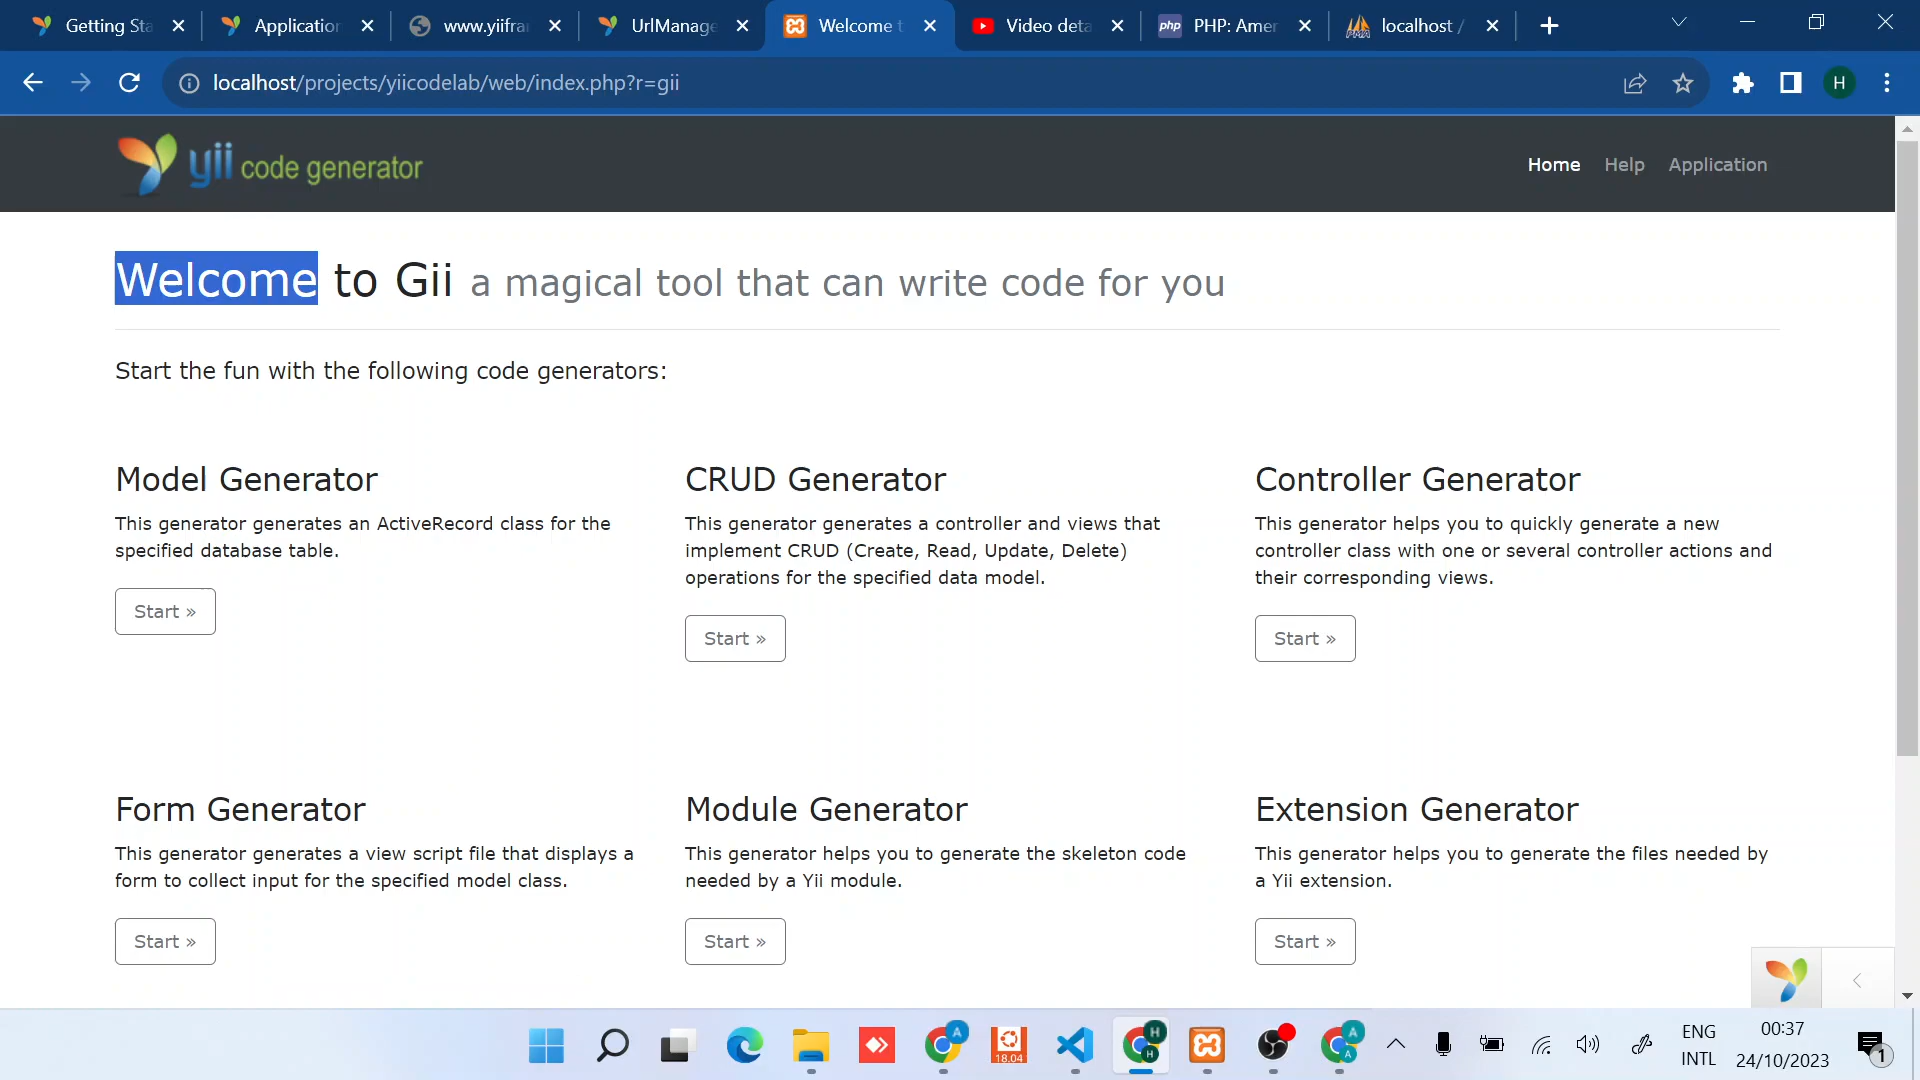 Getting Sta
Application
www.yiifra
UrlManage
Welcome t
Video deta
PHP: Amer
localhost /
localhost/projects/yiicodelab/web/index.php?r=gii
H
yii code generator
Home
Help
Application
Welcome to Gii a magical tool that can write code for you
Start the fun with the following code generators:
Model Generator
This generator generates an ActiveRecord class for the
specified database table.
Start »
CRUD Generator
This generator generates a controller and views that
implement CRUD (Create, Read, Update, Delete)
operations for the specified data model.
Start »
Controller Generator
This generator helps you to quickly generate a new
controller class with one or several controller actions and
their corresponding views.
Start »
Form Generator
This generator generates a view script file that displays a
form to collect input for the specified model class.
Start »
Module Generator
This generator helps you to generate the skeleton code
needed by a Yii module.
Start »
Extension Generator
This generator helps you to generate the files needed by
a Yii extension.
Start »
A
18.04
H
H
A
A
ENG
INTL
00:37
24/10/2023
1